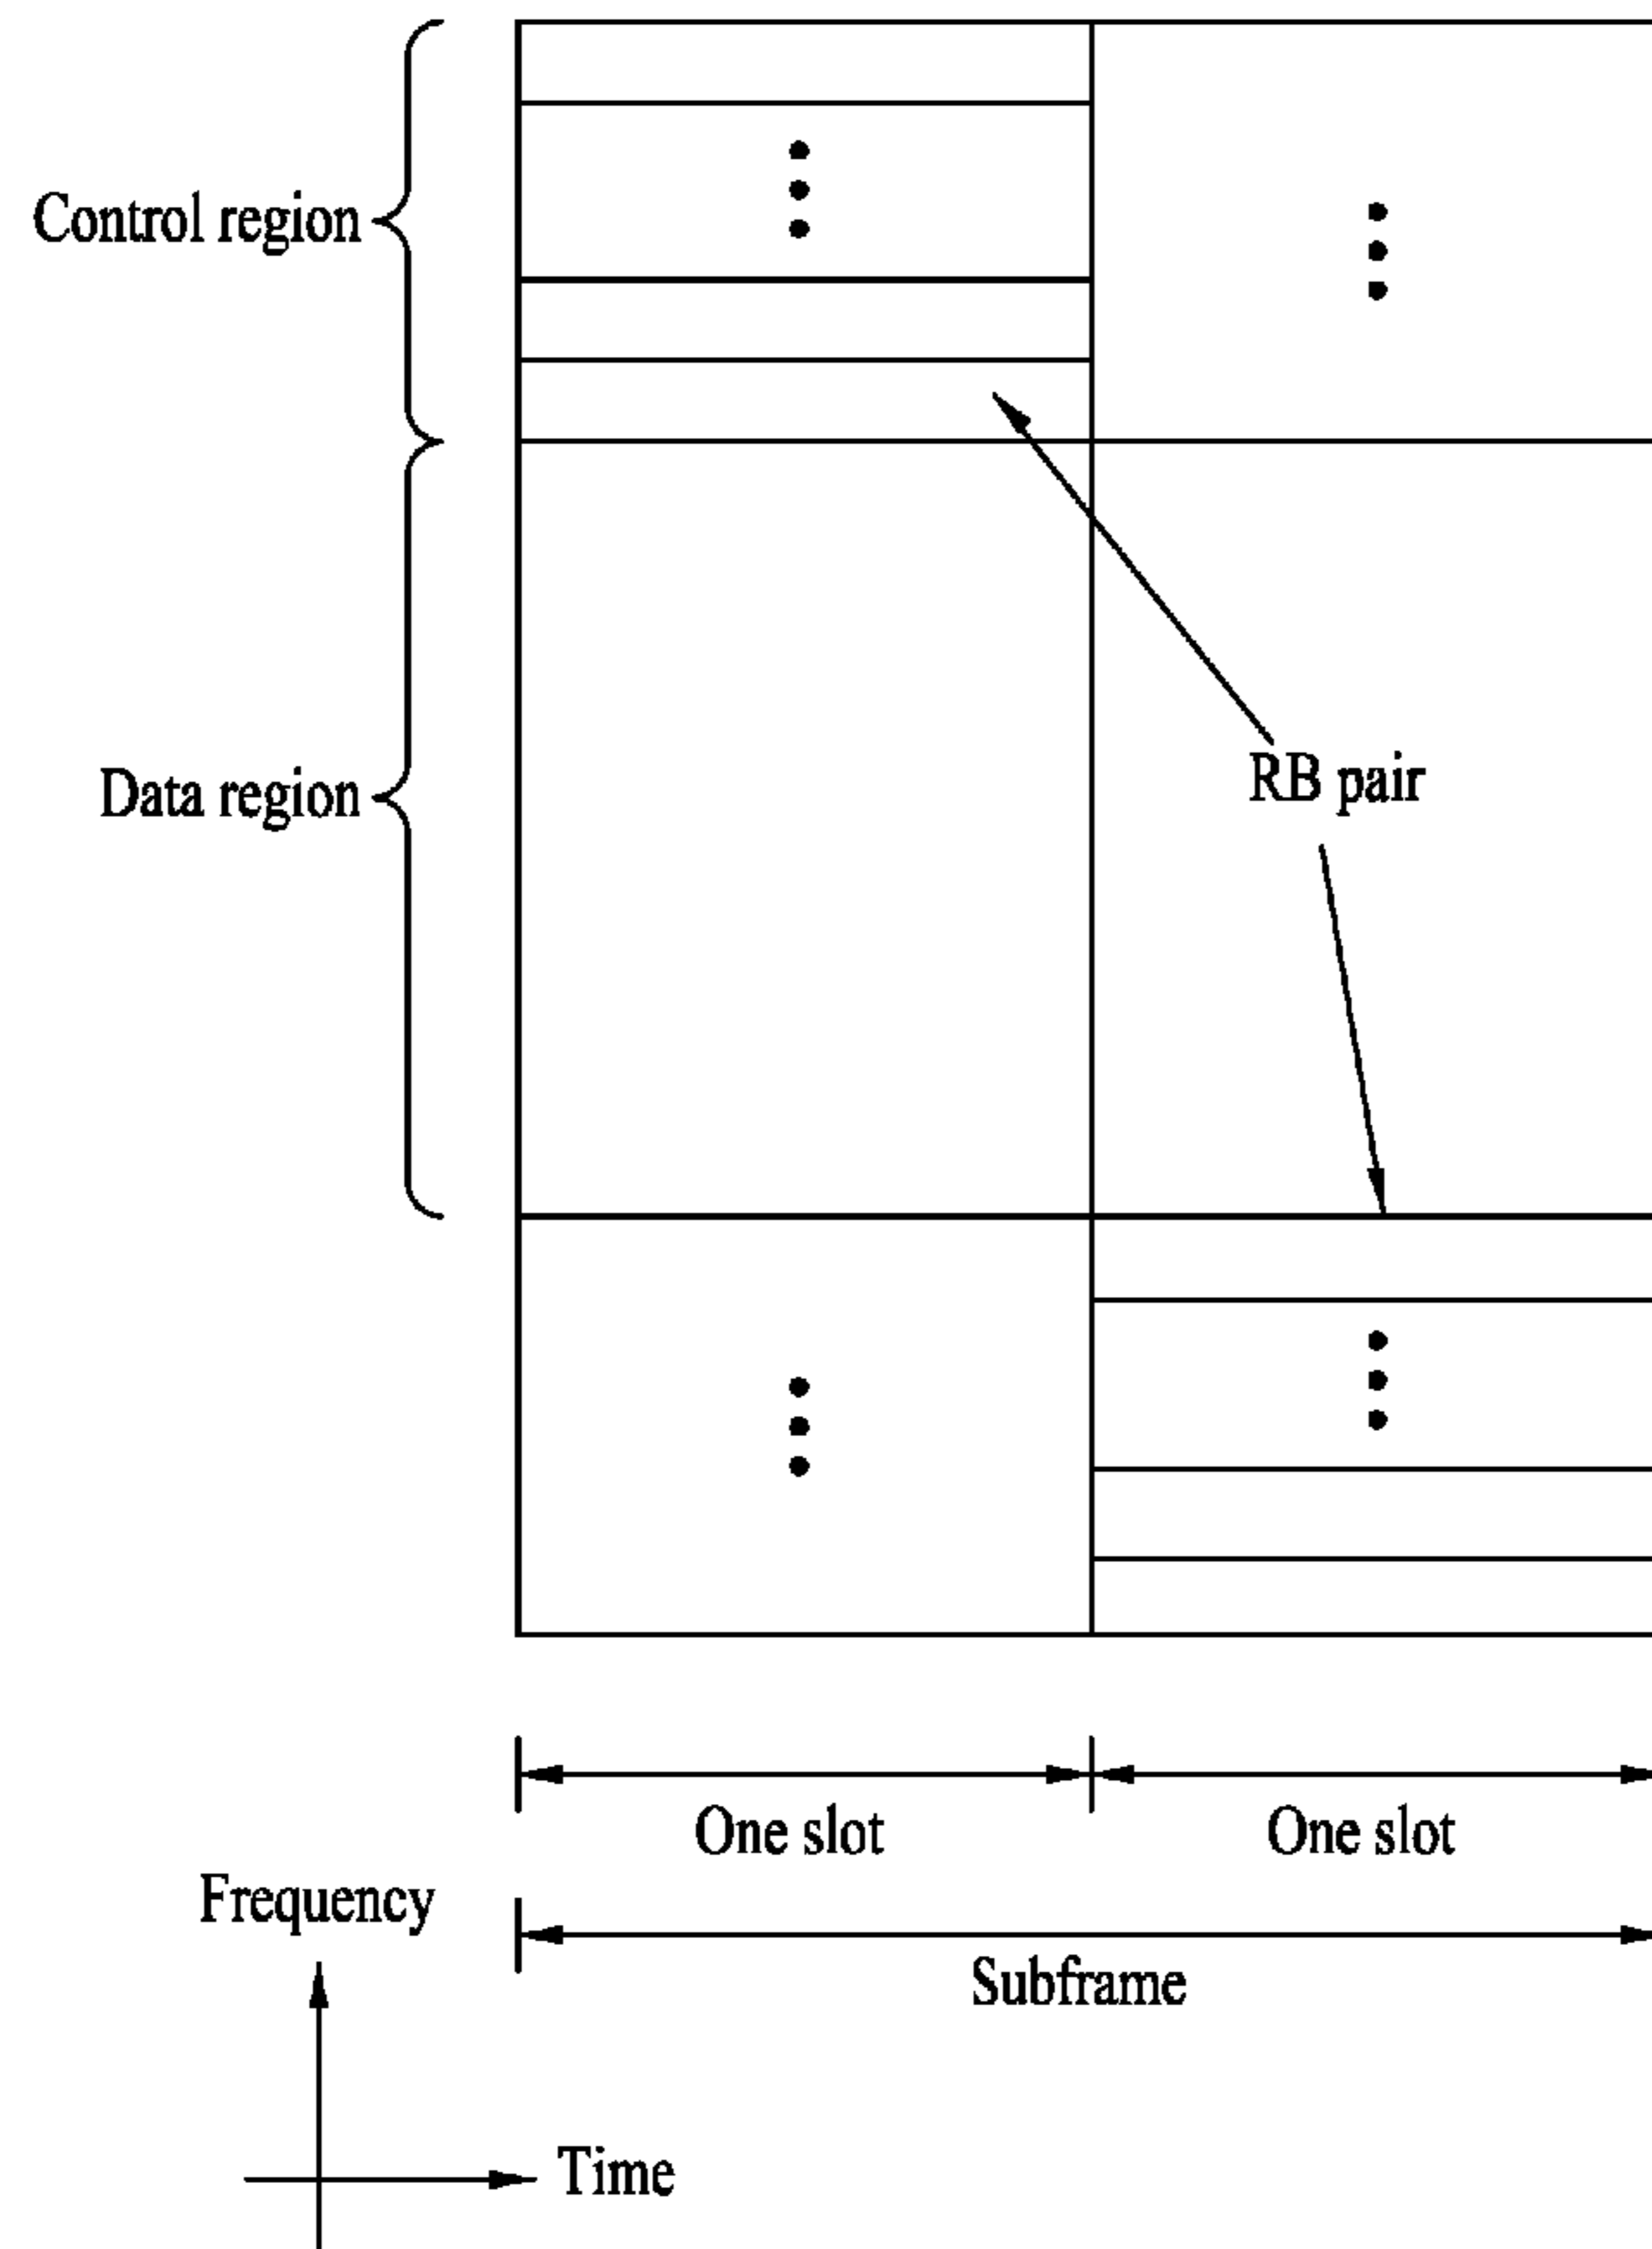 Control region
Data region
RB pair
One slot
One slot
Subframe
Frequency
Time